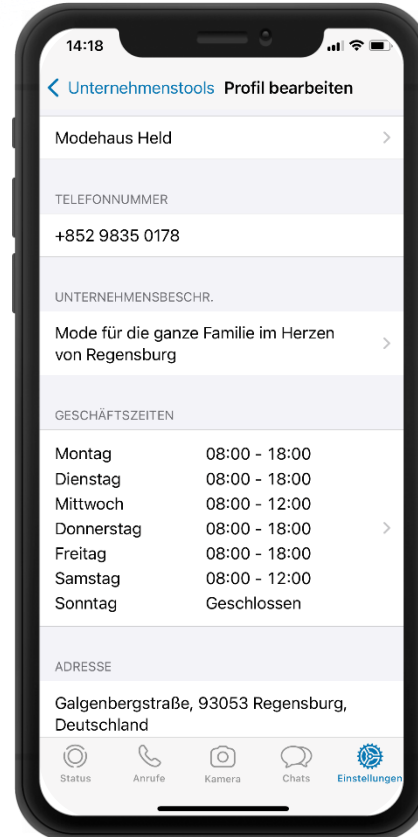 14:18
Unternehmenstools Profil bearbeiten
Modehaus Held
TELEFONNUMMER
+852 9835 0178
UNTERNEHMENSBESCHR.
Mode für die ganze Familie im Herzen
von Regensburg
GESCHÄFTSZEITEN
Montag 08:00 - 18:00
Dienstag 08:00 - 18:00
Mittwoch 08:00 - 12:00
Donnerstag 08:00 - 18:00
Freitag 08:00 - 18:00
Samstag 08:00 - 12:00
Sonntag Geschlossen
ADRESSE
Galgenbergstraße, 93053 Regensburg,
Deutschland
Status Anrufe Kamera Chats Einstellungen